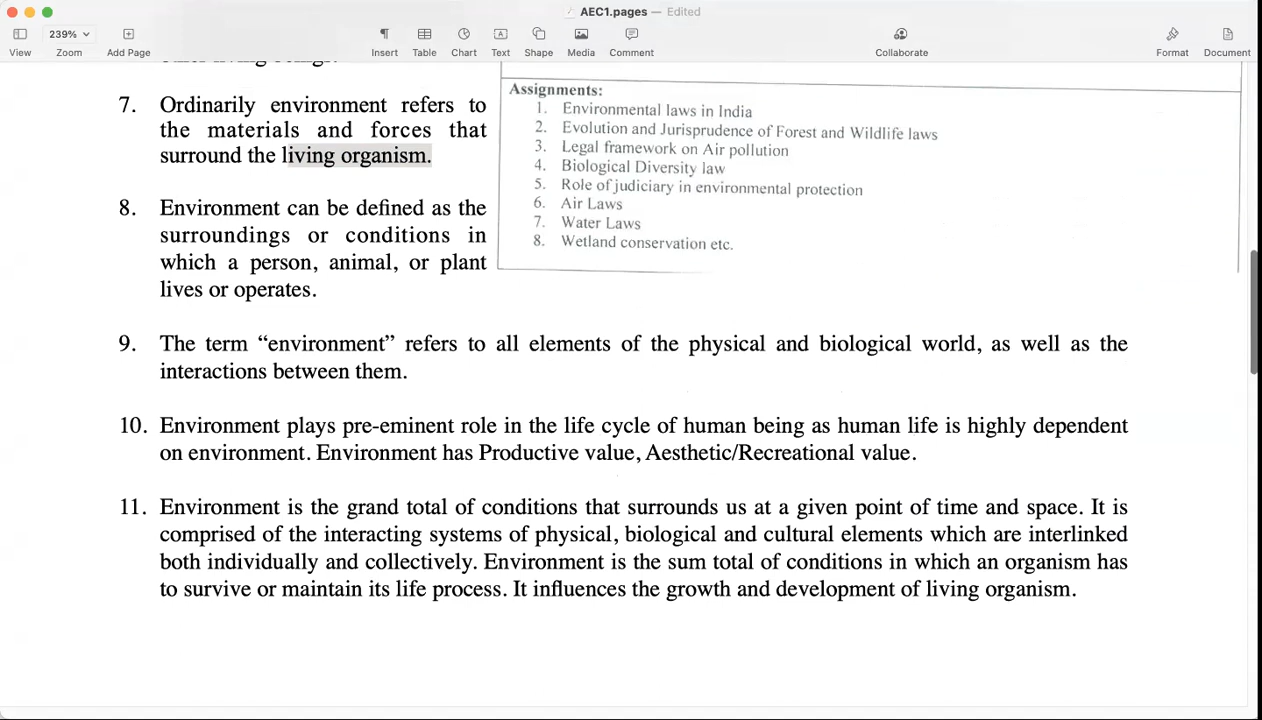 AEC1.pages — Edited
239%
View
Zoom
Add Page
Insert
Table
Chart
Text
Shape
Media
Comment
Collaborate
Format
Document
7. Ordinarily environment refers to
the materials and forces that
surround the living organism.
8. Environment can be defined as the
surroundings or conditions in
which a person, animal, or plant
lives or operates.
Assignments:
1. Environmental laws in India
2. Evolution and Jurisprudence of Forest and Wildlife laws
3. Legal framework on Air pollution
4. Biological Diversity law
5. Role of judiciary in environmental protection
6. Air Laws
7. Water Laws
8. Wetland conservation etc.
9. The term “environment” refers to all elements of the physical and biological world, as well as the
interactions between them.
10. Environment plays pre-eminent role in the life cycle of human being as human life is highly dependent
on environment. Environment has Productive value, Aesthetic/Recreational value.
11. Environment is the grand total of conditions that surrounds us at a given point of time and space. It is
comprised of the interacting systems of physical, biological and cultural elements which are interlinked
both individually and collectively. Environment is the sum total of conditions in which an organism has
to survive or maintain its life process. It influences the growth and development of living organism.